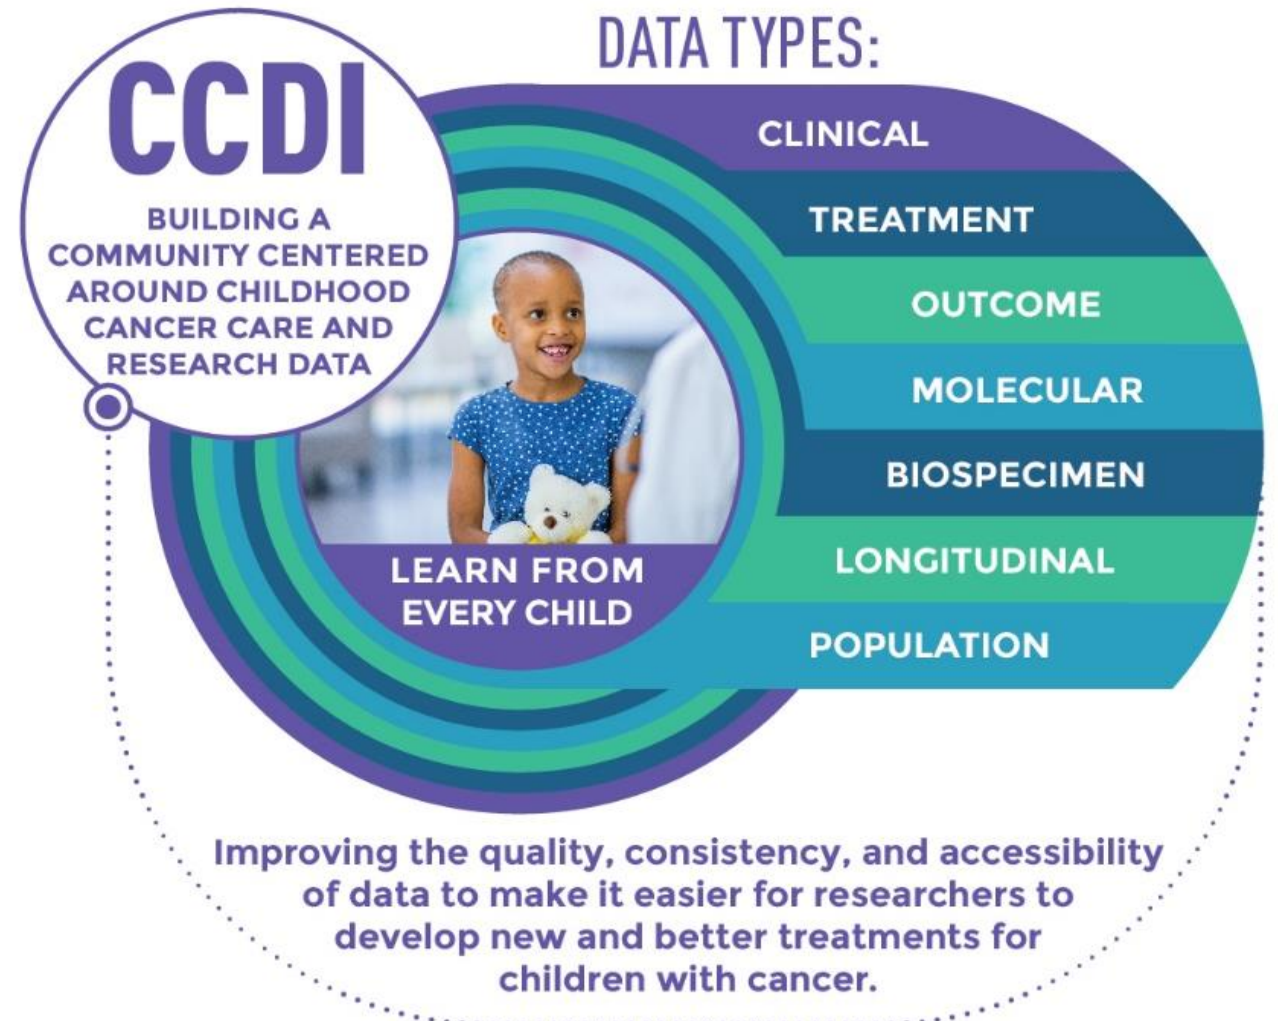 CCDI
BUILDING A
COMMUNITY CENTERED
AROUND CHILDHOOD
CANCER CARE AND
RESEARCH DATA
DATA TYPES:
CLINICAL
TREATMENT
OUTCOME
MOLECULAR
BIOSPECIMEN
LONGITUDINAL
POPULATION
LEARN FROM
EVERY CHILD
Improving the quality, consistency, and accessibility
of data to make it easier for researchers to
develop new and better treatments for
children with cancer.